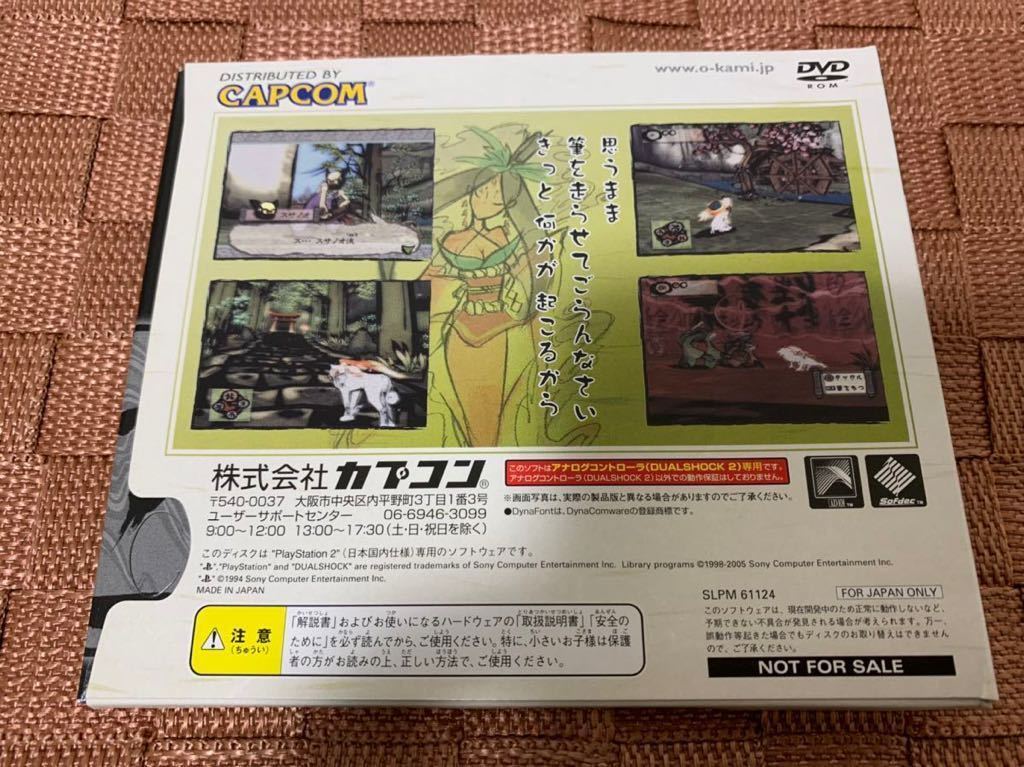 DISTRIBUTED BY
CAPCOM®
www.o-kami.jp
DVD
ROM
思うまま
筆を走らせてごらんなさい
きっと 何かが 起こるから
スサノオ
ス… スサノオ流
タックル
筆しらべ
株式会社 カプコン®
〒540-0037 大阪市中央区内平野町3丁目1番3号
ユーザーサポートセンター 06-6946-3099
9:00〜12:00 13:00〜17:30(土・日・祝日を除く)
このソフトはアナログコントローラ(DUALSHOCK 2)専用です。
アナログコントローラ(DUALSHOCK 2)以外での動作保証はしておりません。
※画面写真は、実際の製品版と異なる場合がありますのでご了承ください。
●DynaFontは、DynaComwareの登録商標です。
ADX
TM
SoFdec™
このディスクは "PlayStation 2"(日本国内仕様)専用のソフトウェアです。
" ","PlayStation" and "DUALSHOCK" are registered trademarks of Sony Computer Entertainment Inc. Library programs ©1998-2005 Sony Computer Entertainment Inc.
" " ©1994 Sony Computer Entertainment Inc.
MADE IN JAPAN
SLPM 61124
FOR JAPAN ONLY
このソフトウェアは、現在開発中のため正常に動作しないなど、
予期できない不具合が発生される場合が考えられます。万一、
誤動作等起きた場合でもディスクのお取り替えはできません
ので、ご了承ください。
NOT FOR SALE
注意
(ちゅうい)
「解説書」およびお使いになるハードウェアの「取扱説明書」「安全の
ために」を必ず読んでから、ご使用ください。特に、小さいお子様は保護
者の方がお読みの上、正しい方法で、ご使用ください。